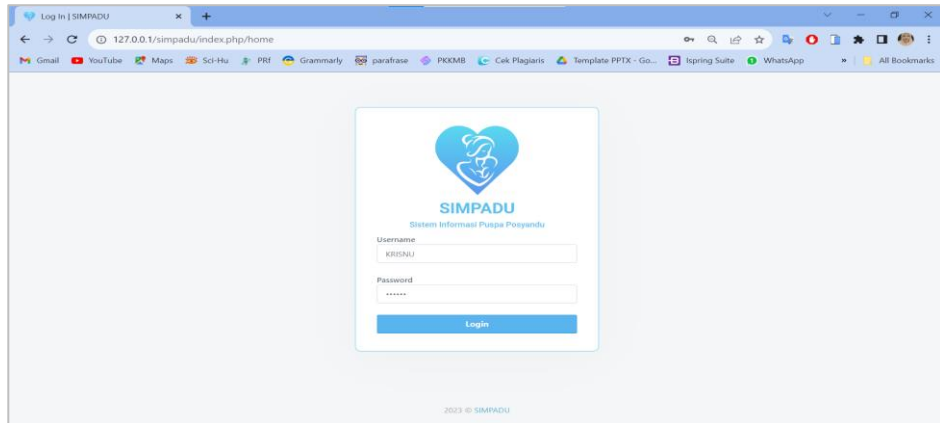 Log In | SIMPADU
127.0.0.1/simpadu/index.php/home
Gmail YouTube Maps Sci-Hu PRf Grammarly parafrase PKKMB Cek Plagiaris Template PPTX - Go... Ispring Suite WhatsApp » All Bookmarks
SIMPADU
Sistem Informasi Puspa Posyandu
Username
KRISNU
Password
••••••
Login
2023 © SIMPADU